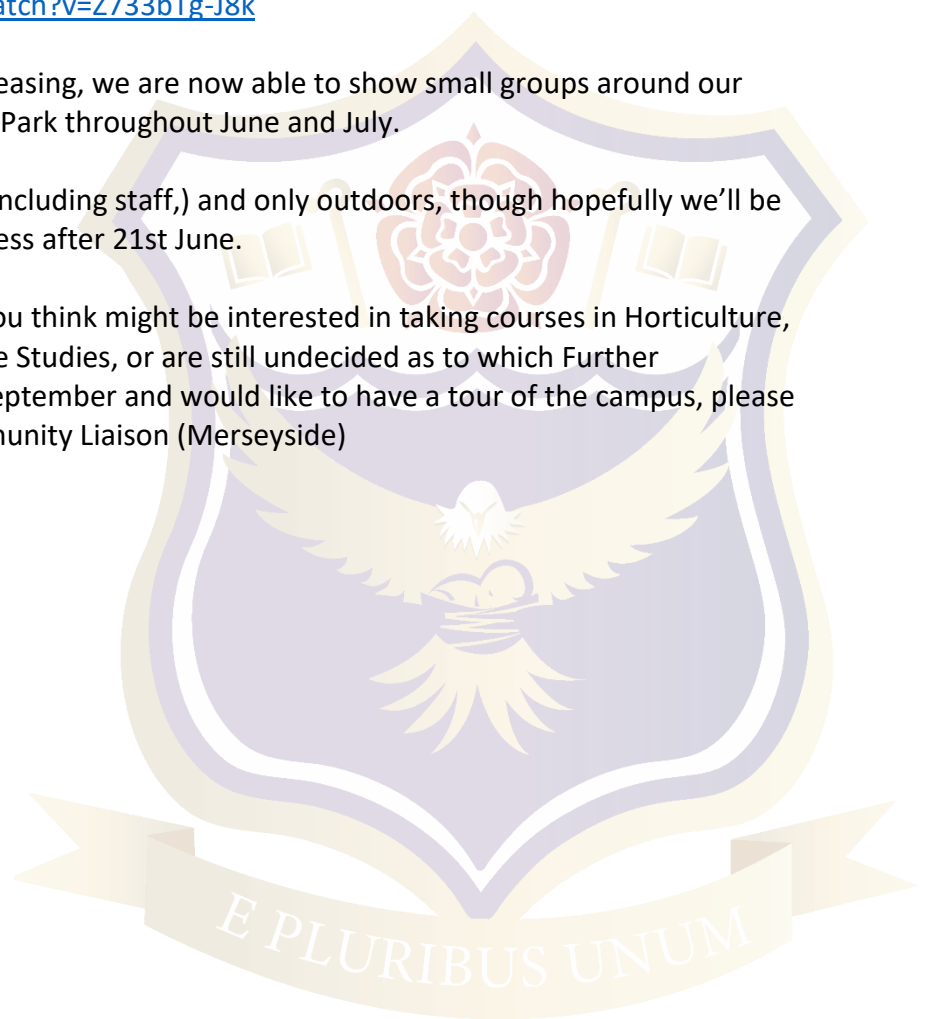 atch?v=Z733bTg-J8k
easing, we are now able to show small groups around our
Park throughout June and July.
ncluding staff,) and only outdoors, though hopefully we’ll be
ess after 21st June.
ou think might be interested in taking courses in Horticulture,
e Studies, or are still undecided as to which Further
eptember and would like to have a tour of the campus, please
munity Liaison (Merseyside)
E PLURIBUS UNUM